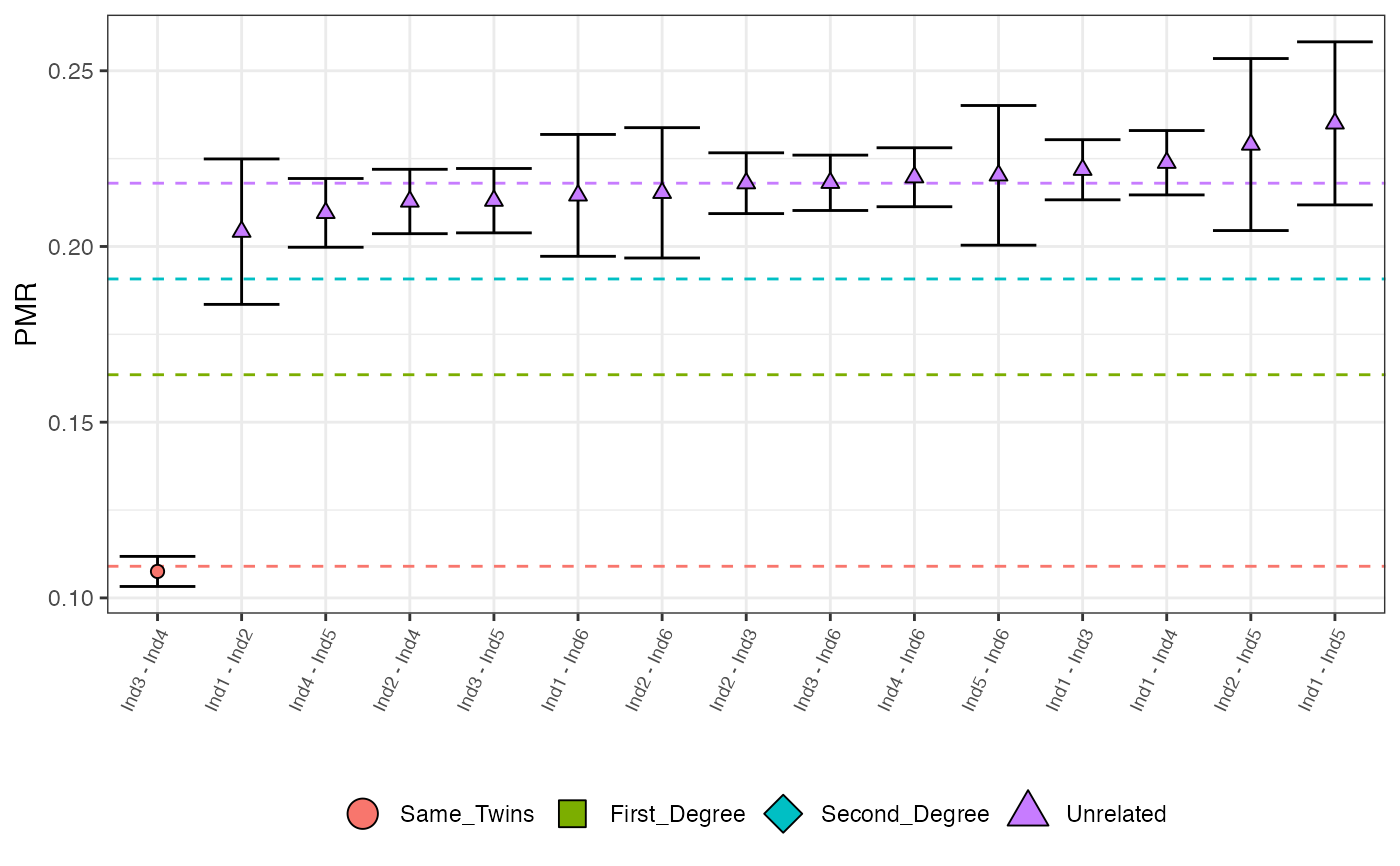 PMR
0.25
0.20
0.15
0.10
Ind3 - Ind4
Ind1 - Ind2
Ind4 - Ind5
Ind2 - Ind4
Ind3 - Ind5
Ind1 - Ind6
Ind2 - Ind6
Ind2 - Ind3
Ind3 - Ind6
Ind4 - Ind6
Ind5 - Ind6
Ind1 - Ind3
Ind1 - Ind4
Ind2 - Ind5
Ind1 - Ind5
Same_Twins First_Degree Second_Degree Unrelated